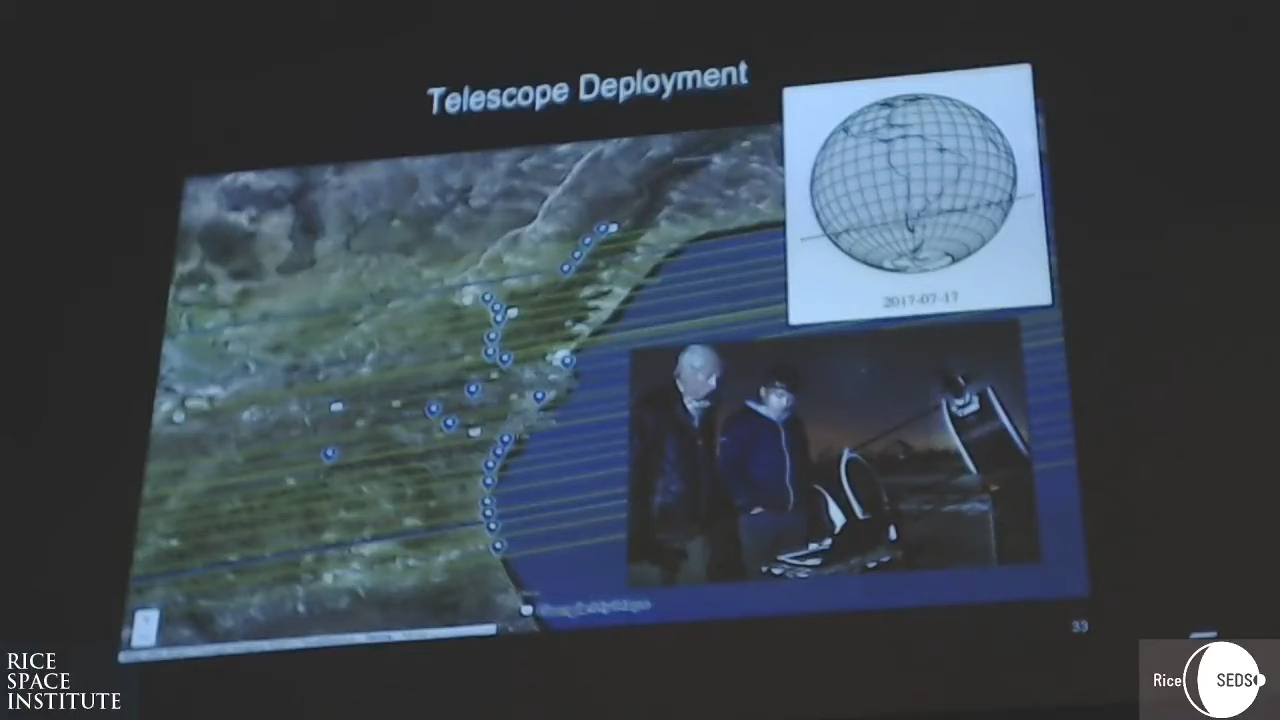 Telescope Deployment
2017-07-17
33
RICE
SPACE
INSTITUTE
Rice
SEDS